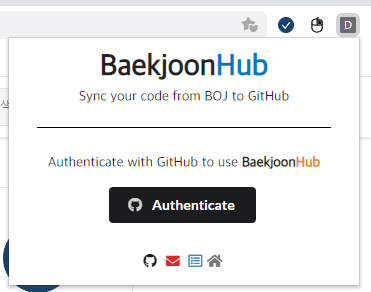 D
BaekjoonHub
Sync your code from BOJ to GitHub
Authenticate with GitHub to use BaekjoonHub
Authenticate